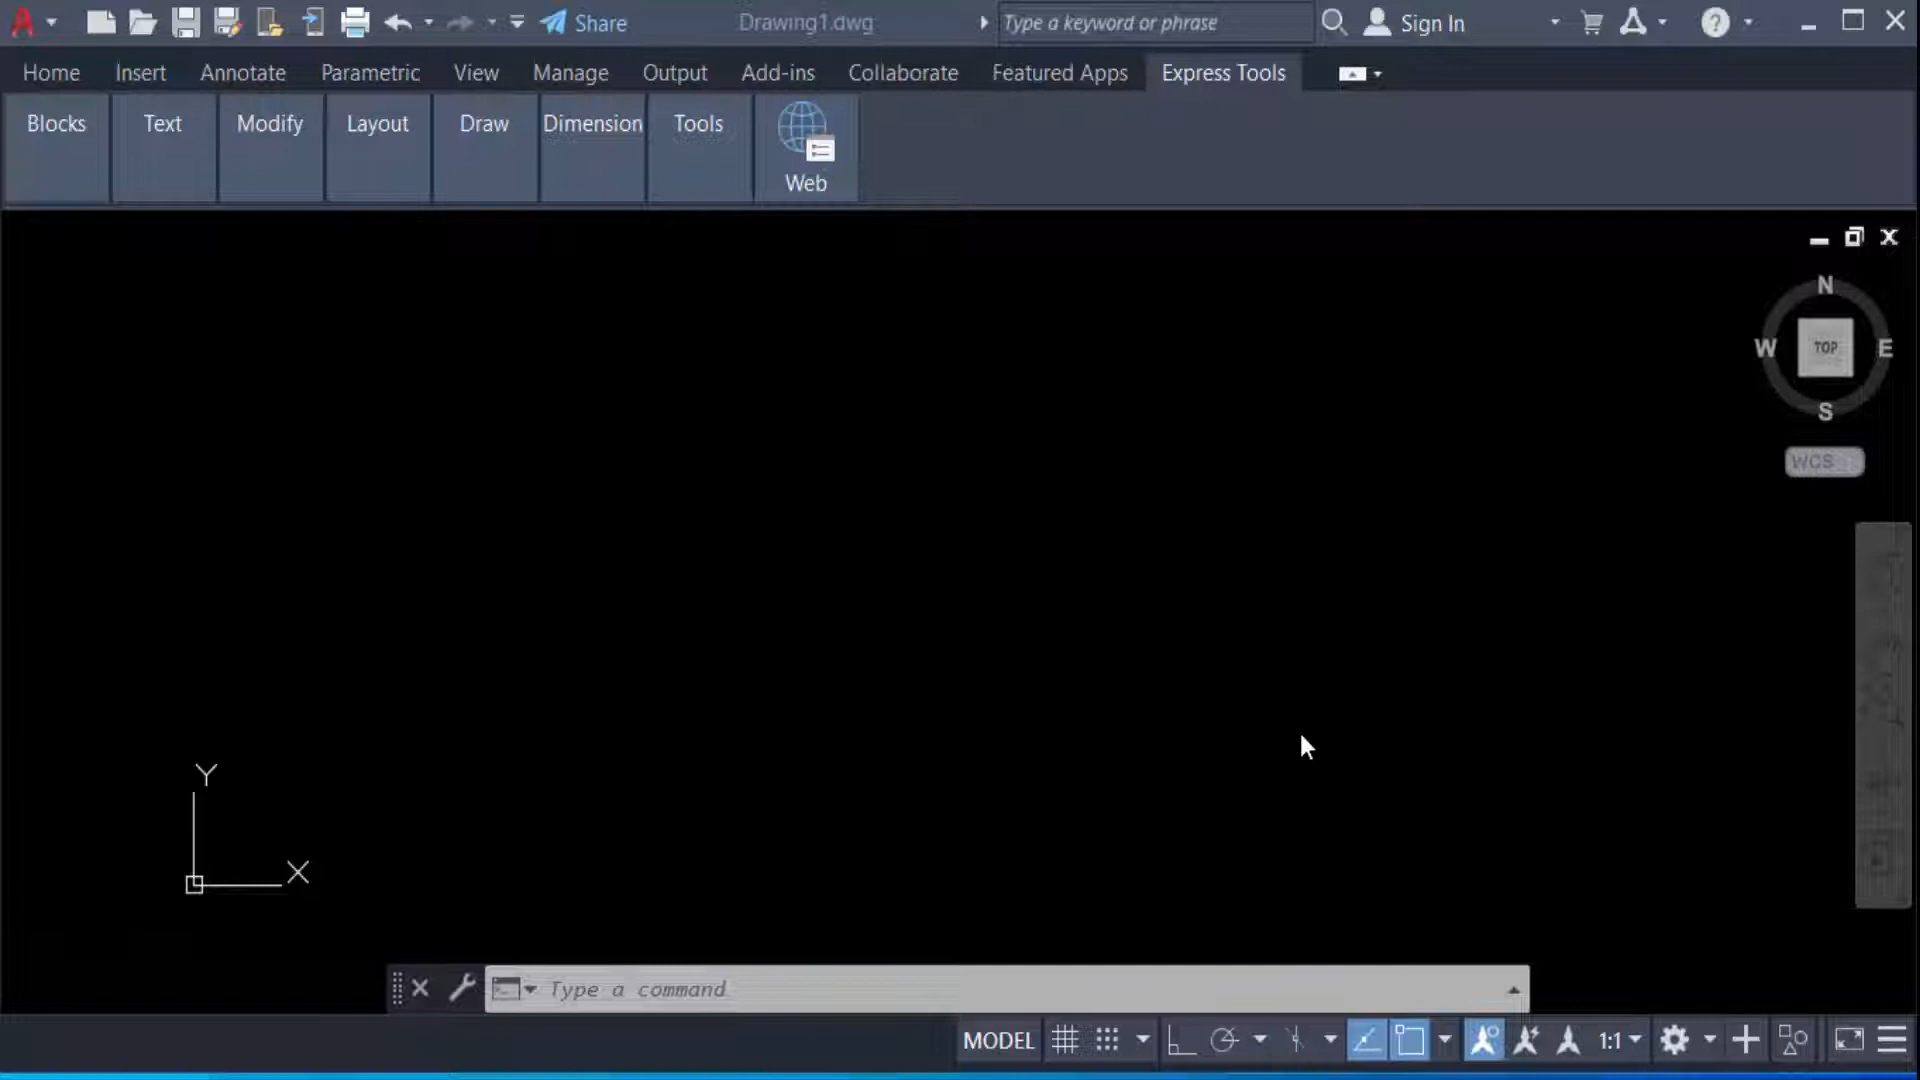 Share
Drawing1.dwg
Type a keyword or phrase
Sign In
Home Insert Annotate Parametric View Manage Output Add-ins Collaborate Featured Apps Express Tools
Blocks Text Modify Layout Draw Dimension Tools
Web
N
W TOP E
S
WCS
Y
X
Type a command
MODEL 1:1